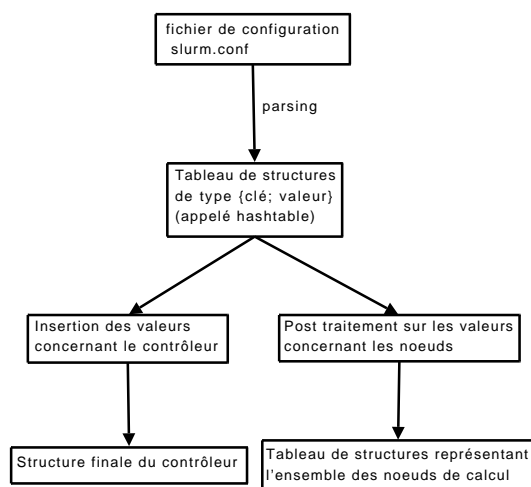 fichier de configuration
slurm.conf
parsing
Tableau de structures
de type {clé; valeur}
(appelé hashtable)
Insertion des valeurs
concernant le contrôleur
Post traitement sur les valeurs
concernant les noeuds
Structure finale du contrôleur
Tableau de structures représentant
l'ensemble des noeuds de calcul